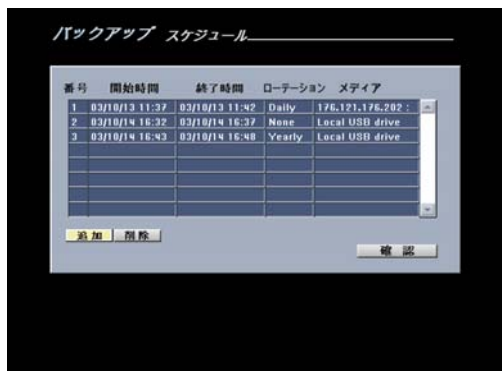 バックアップ スケジュール
番号 開始時間 終了時間 ローテーション メディア
1 03/10/13 11:37 03/10/13 11:42 Daily 176.121.176.202 :
2 03/10/14 16:32 03/10/14 16:37 None Local USB drive
3 03/10/14 16:43 03/10/14 16:48 Yearly Local USB drive
追加 削除
確認